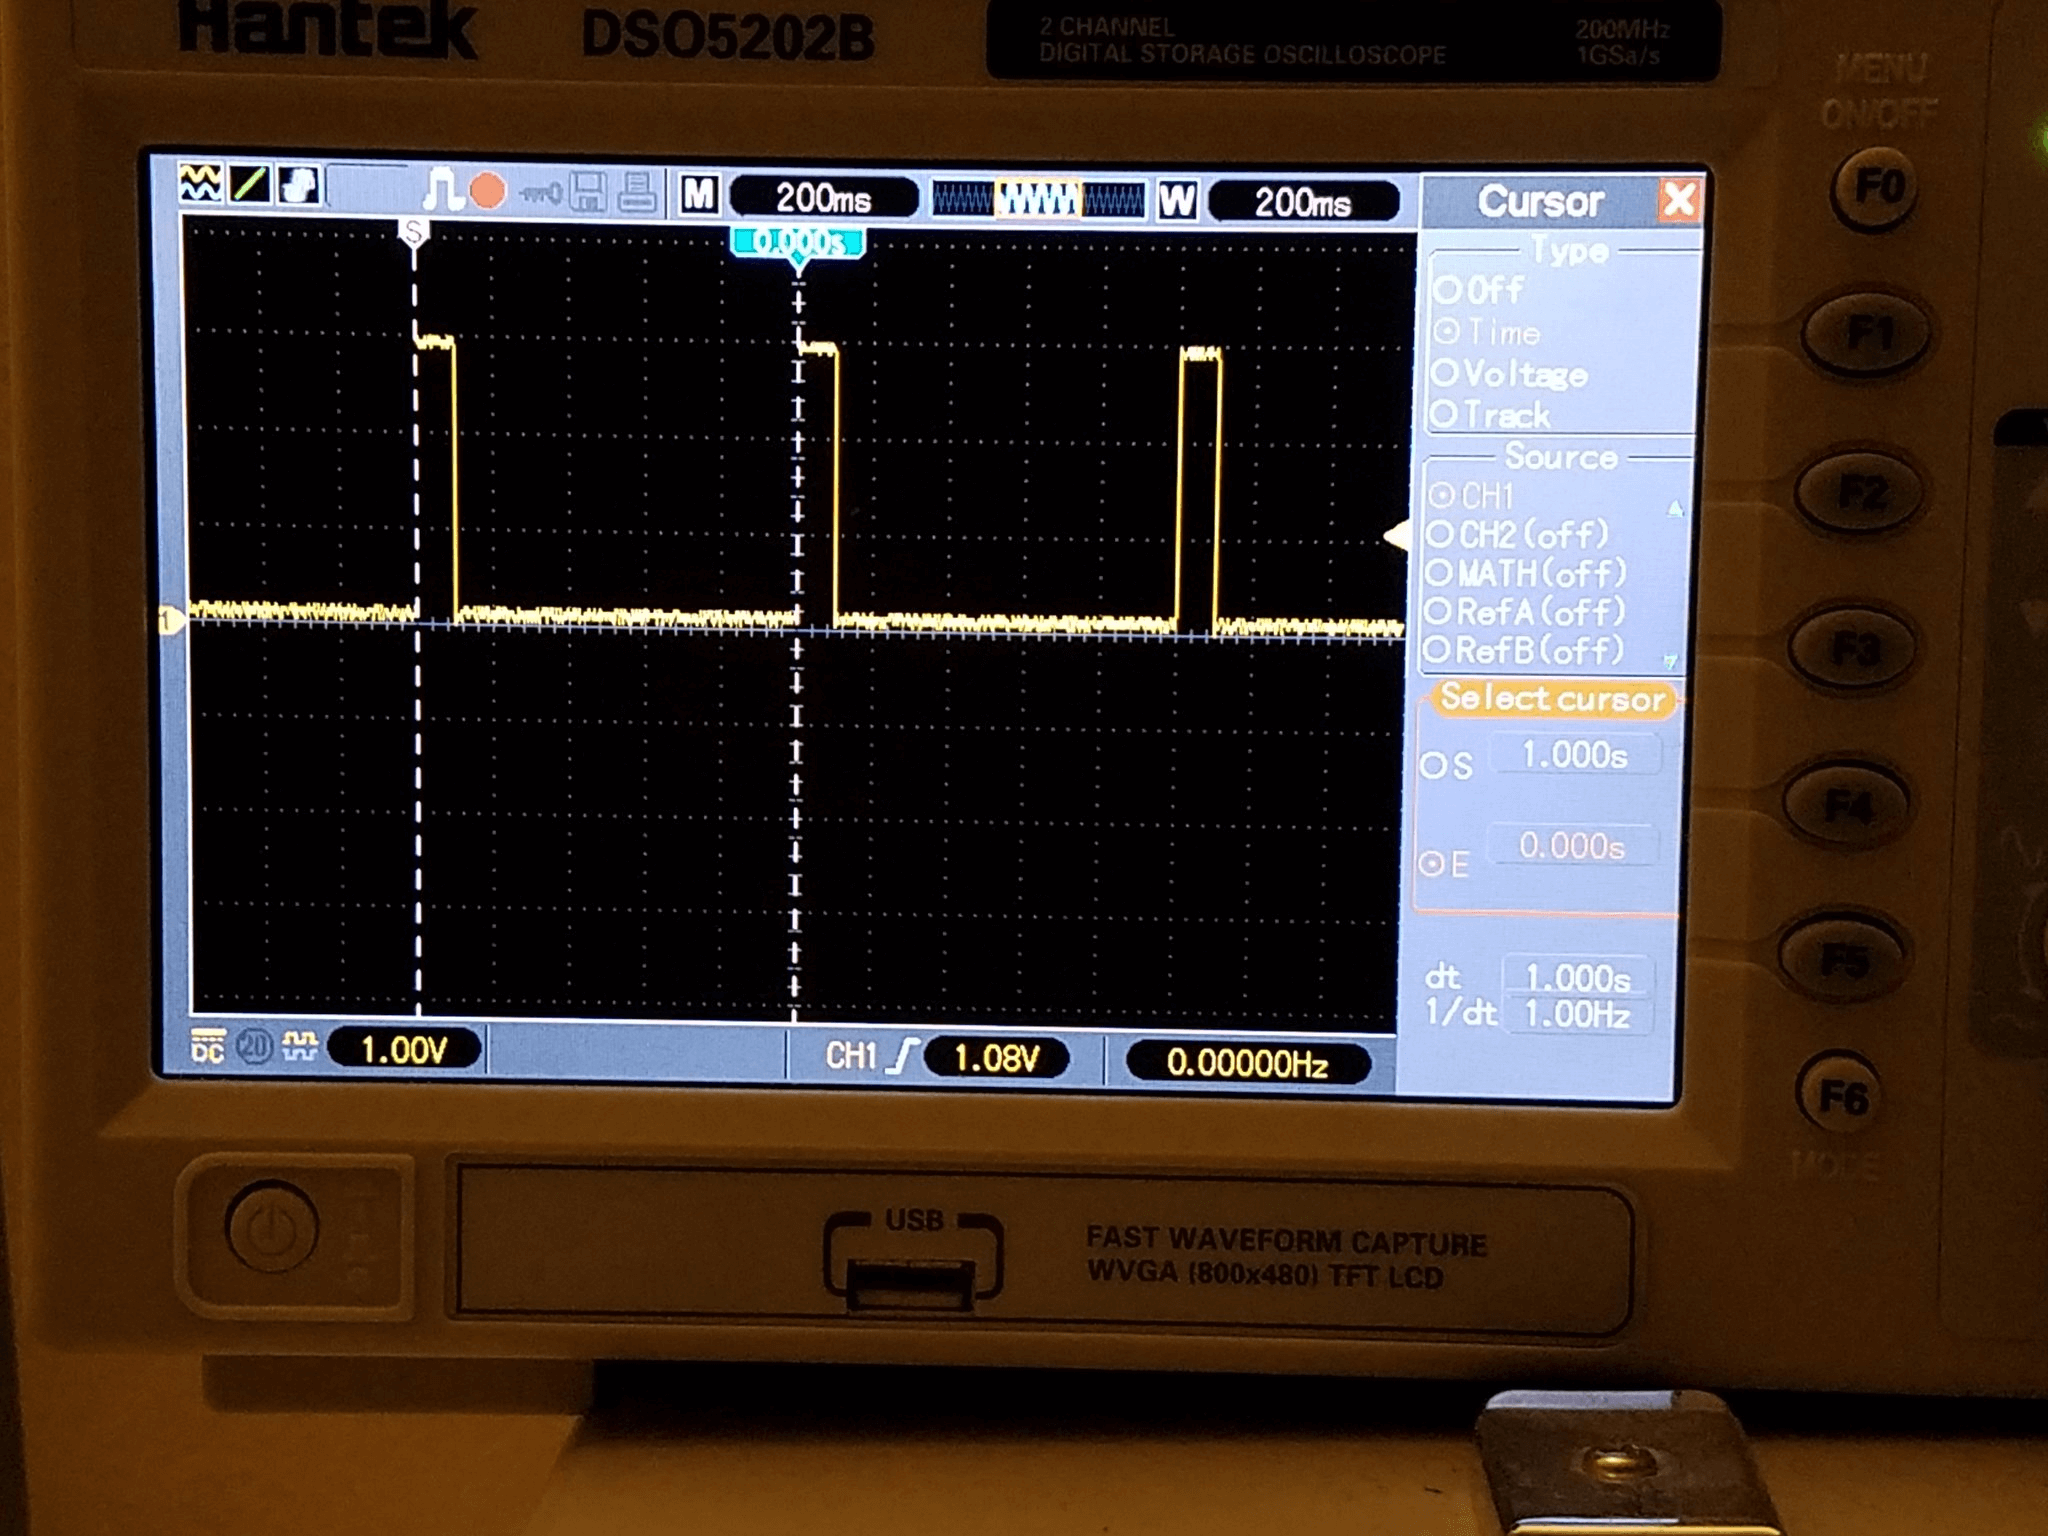 Hantek DSO5202B
2 CHANNEL
DIGITAL STORAGE OSCILLOSCOPE
200MHz
1GSa/s
MENU
ON/OFF
M 200ms W 200ms
S
0.000s
1
Cursor X
Type
Off
Time
Voltage
Track
Source
CH1
CH2(off)
MATH(off)
RefA(off)
RefB(off)
Select cursor
S 1.000s
E 0.000s
dt 1.000s
1/dt 1.00Hz
DC 20 1.00V
CH1 1.08V
0.00000Hz
F0
F1
F2
F3
F4
F5
F6
MODE
USB
FAST WAVEFORM CAPTURE
WVGA (800x480) TFT LCD